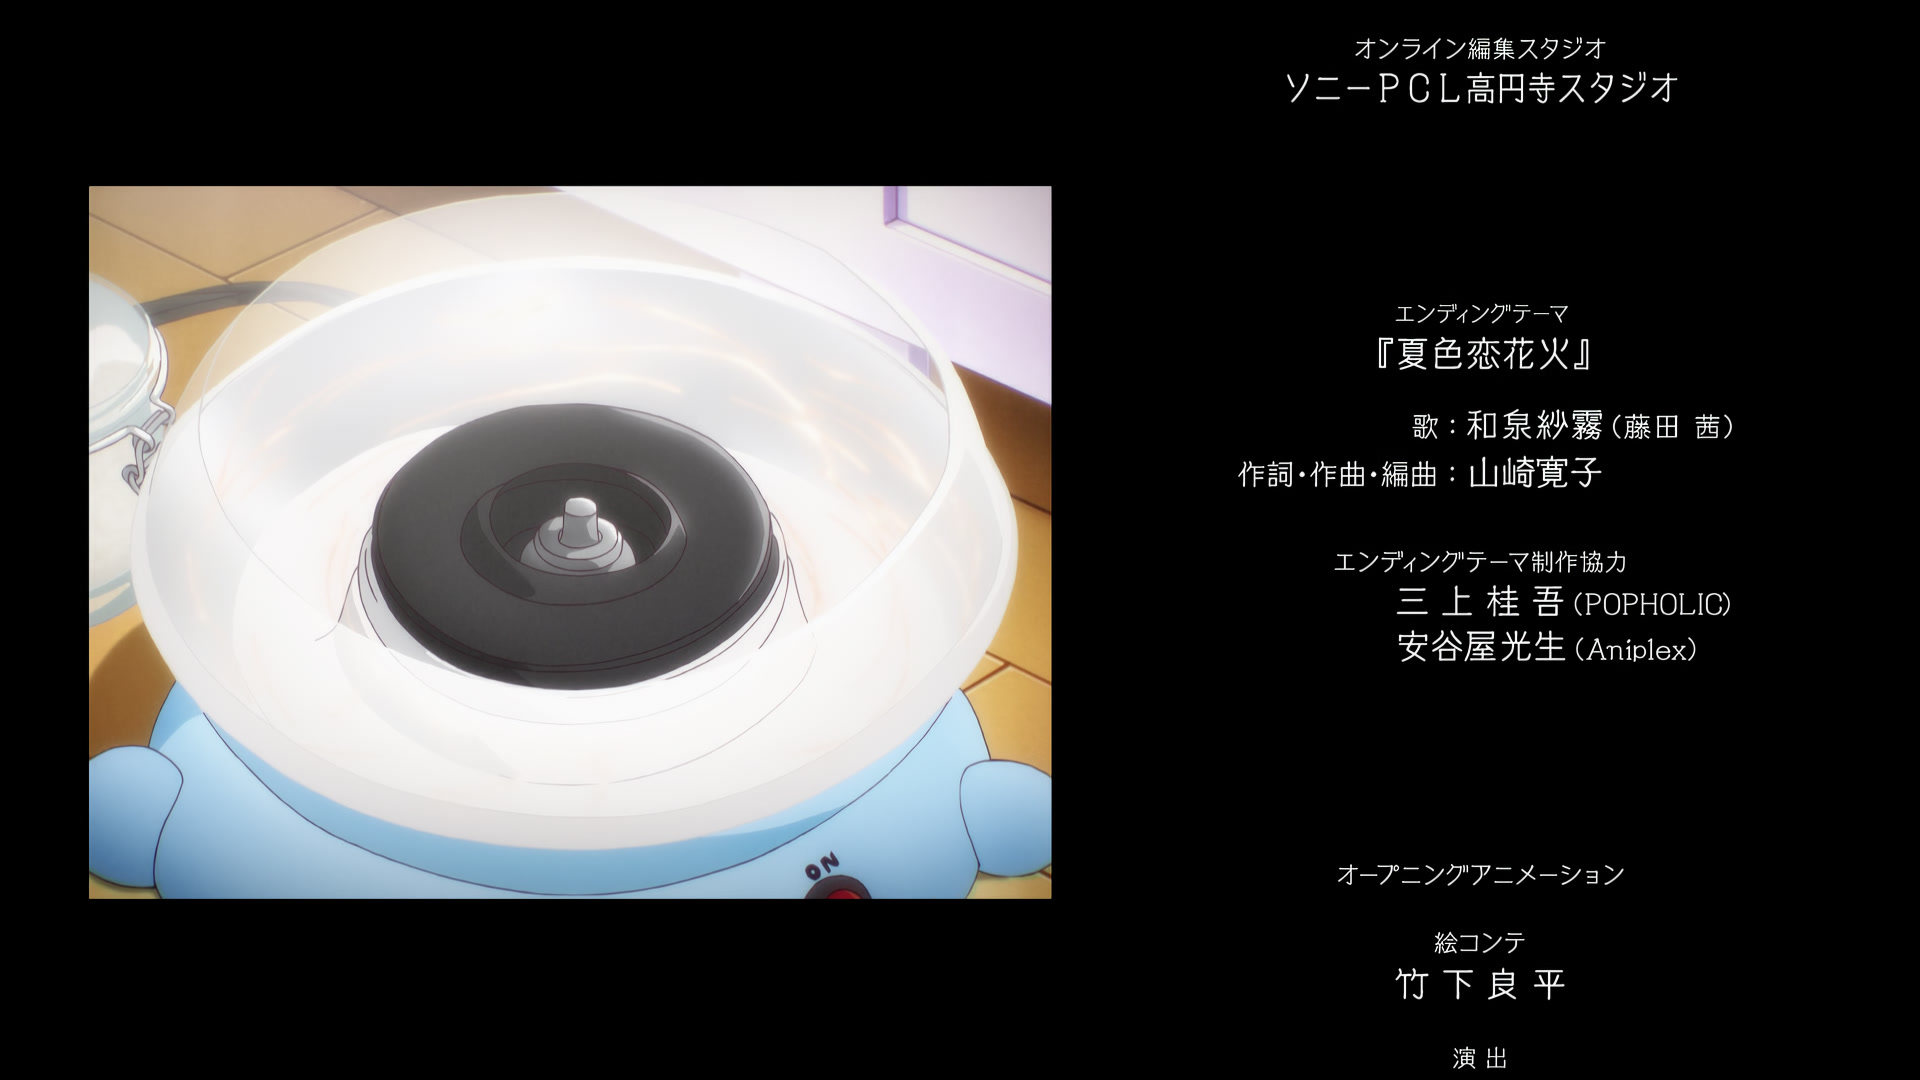 オンライン編集スタジオ
ソニーPCL高円寺スタジオ
エンディングテーマ
『夏色恋花火』
歌：和泉紗霧（藤田 茜）
作詞・作曲・編曲：山崎寛子
エンディングテーマ制作協力
三上桂吾（POPHOLIC）
安谷屋光生（Aniplex）
ON
オープニングアニメーション
絵コンテ
竹下良平
演出